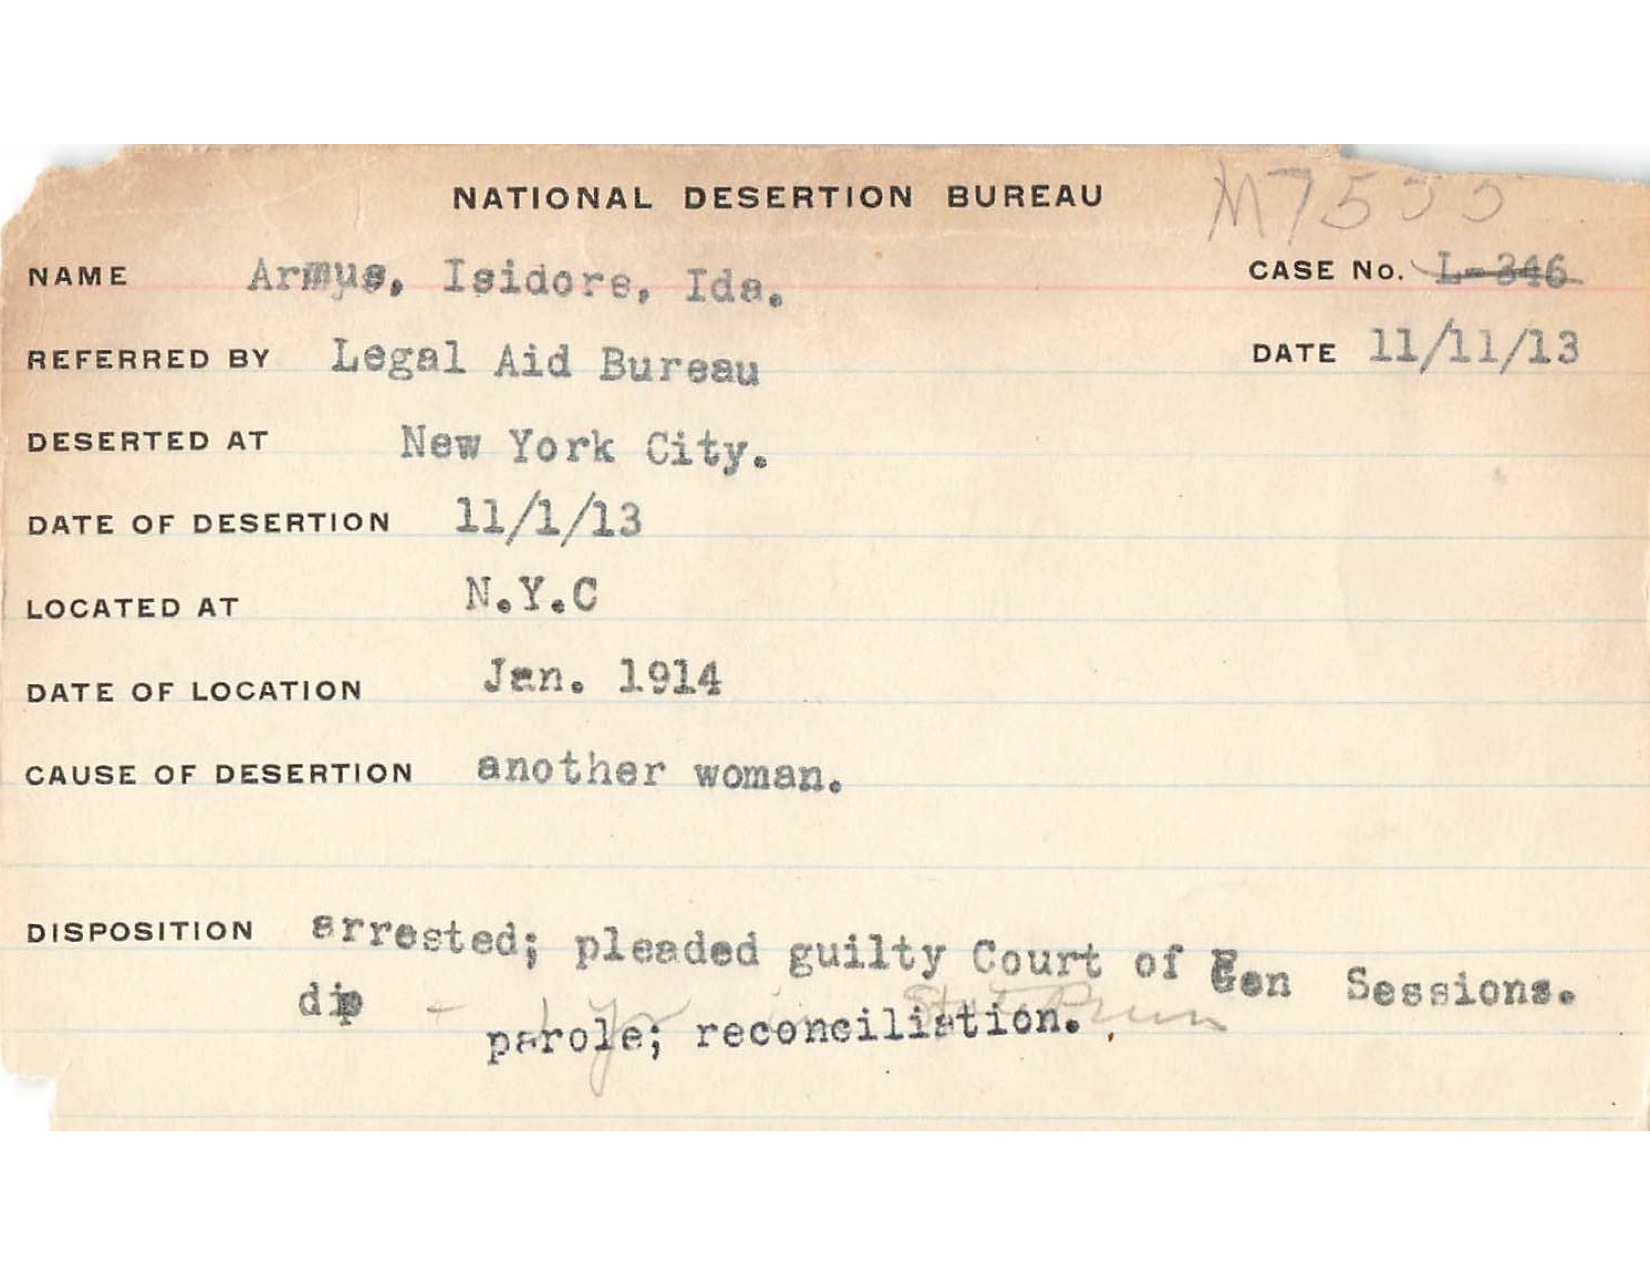 NATIONAL DESERTION BUREAU M7535
NAME Armus, Isidore, Ida. CASE No. L-346
REFERRED BY Legal Aid Bureau DATE 11/11/13
DESERTED AT New York City.
DATE OF DESERTION 11/1/13
LOCATED AT N.Y.C
DATE OF LOCATION Jan. 1914
CAUSE OF DESERTION another woman.
DISPOSITION arrested; pleaded guilty Court of Gen Sessions.
dip parole; reconciliation.